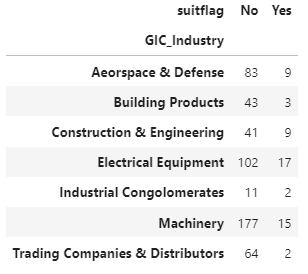 suitflag No Yes
GIC_Industry
Aeorspace & Defense 83 9
Building Products 43 3
Construction & Engineering 41 9
Electrical Equipment 102 17
Industrial Congolomerates 11 2
Machinery 177 15
Trading Companies & Distributors 64 2